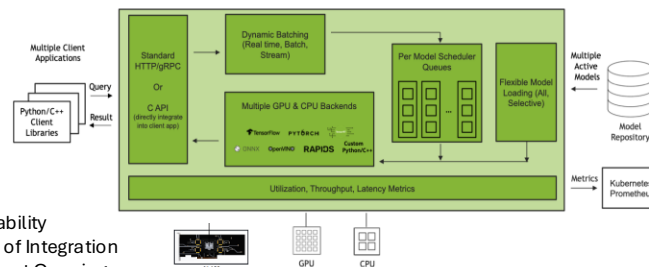 Multiple Client
Applications
Python/C++
Client
Libraries
Query
Result
Standard
HTTP/gRPC
Or
C API
(directly integrate
into client app)
Dynamic Batching
(Real time, Batch,
Stream)
Multiple GPU & CPU Backends
TensorFlow
PYTORCH
ONNX
OpenVINO
RAPIDS
Custom
Python/C++
Per Model Scheduler
Queues
...
Flexible Model
Loading (All,
Selective)
Multiple
Active
Models
Model
Repository
Utilization, Throughput, Latency Metrics
Metrics
Kubernetes
Prometheu
ability
of Integration
GPU
CPU